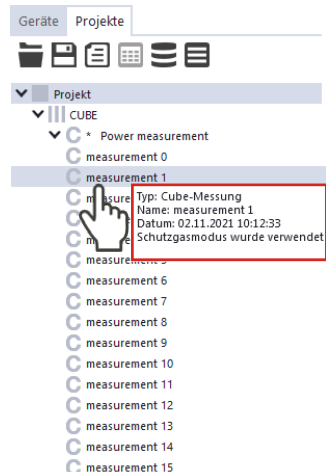 Geräte Projekte
Projekt
CUBE
* Power measurement
measurement 0
measurement 1
Typ: Cube-Messung
Name: measurement 1
Datum: 02.11.2021 10:12:33
Schutzgasmodus wurde verwendet
measurement 6
measurement 7
measurement 8
measurement 9
measurement 10
measurement 11
measurement 12
measurement 13
measurement 14
measurement 15